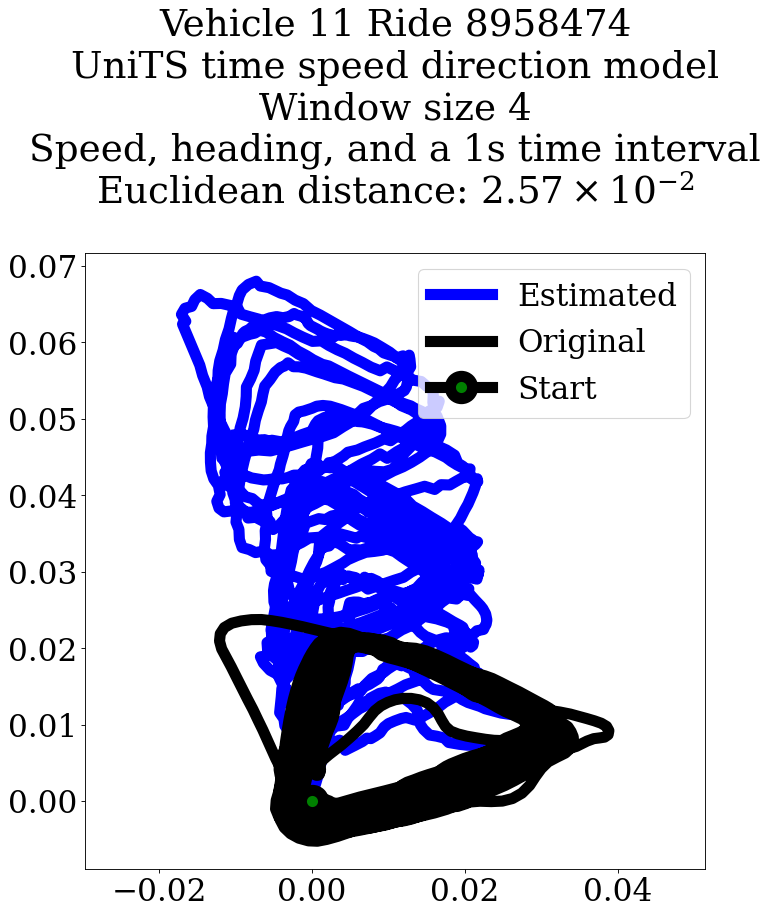 Vehicle 11 Ride 8958474
UniTS time speed direction model
Window size 4
Speed, heading, and a 1s time interval
Euclidean distance: 2.57 × 10⁻²
0.07
0.06
0.05
0.04
0.03
0.02
0.01
0.00
Estimated
Original
Start
−0.02 0.00 0.02 0.04